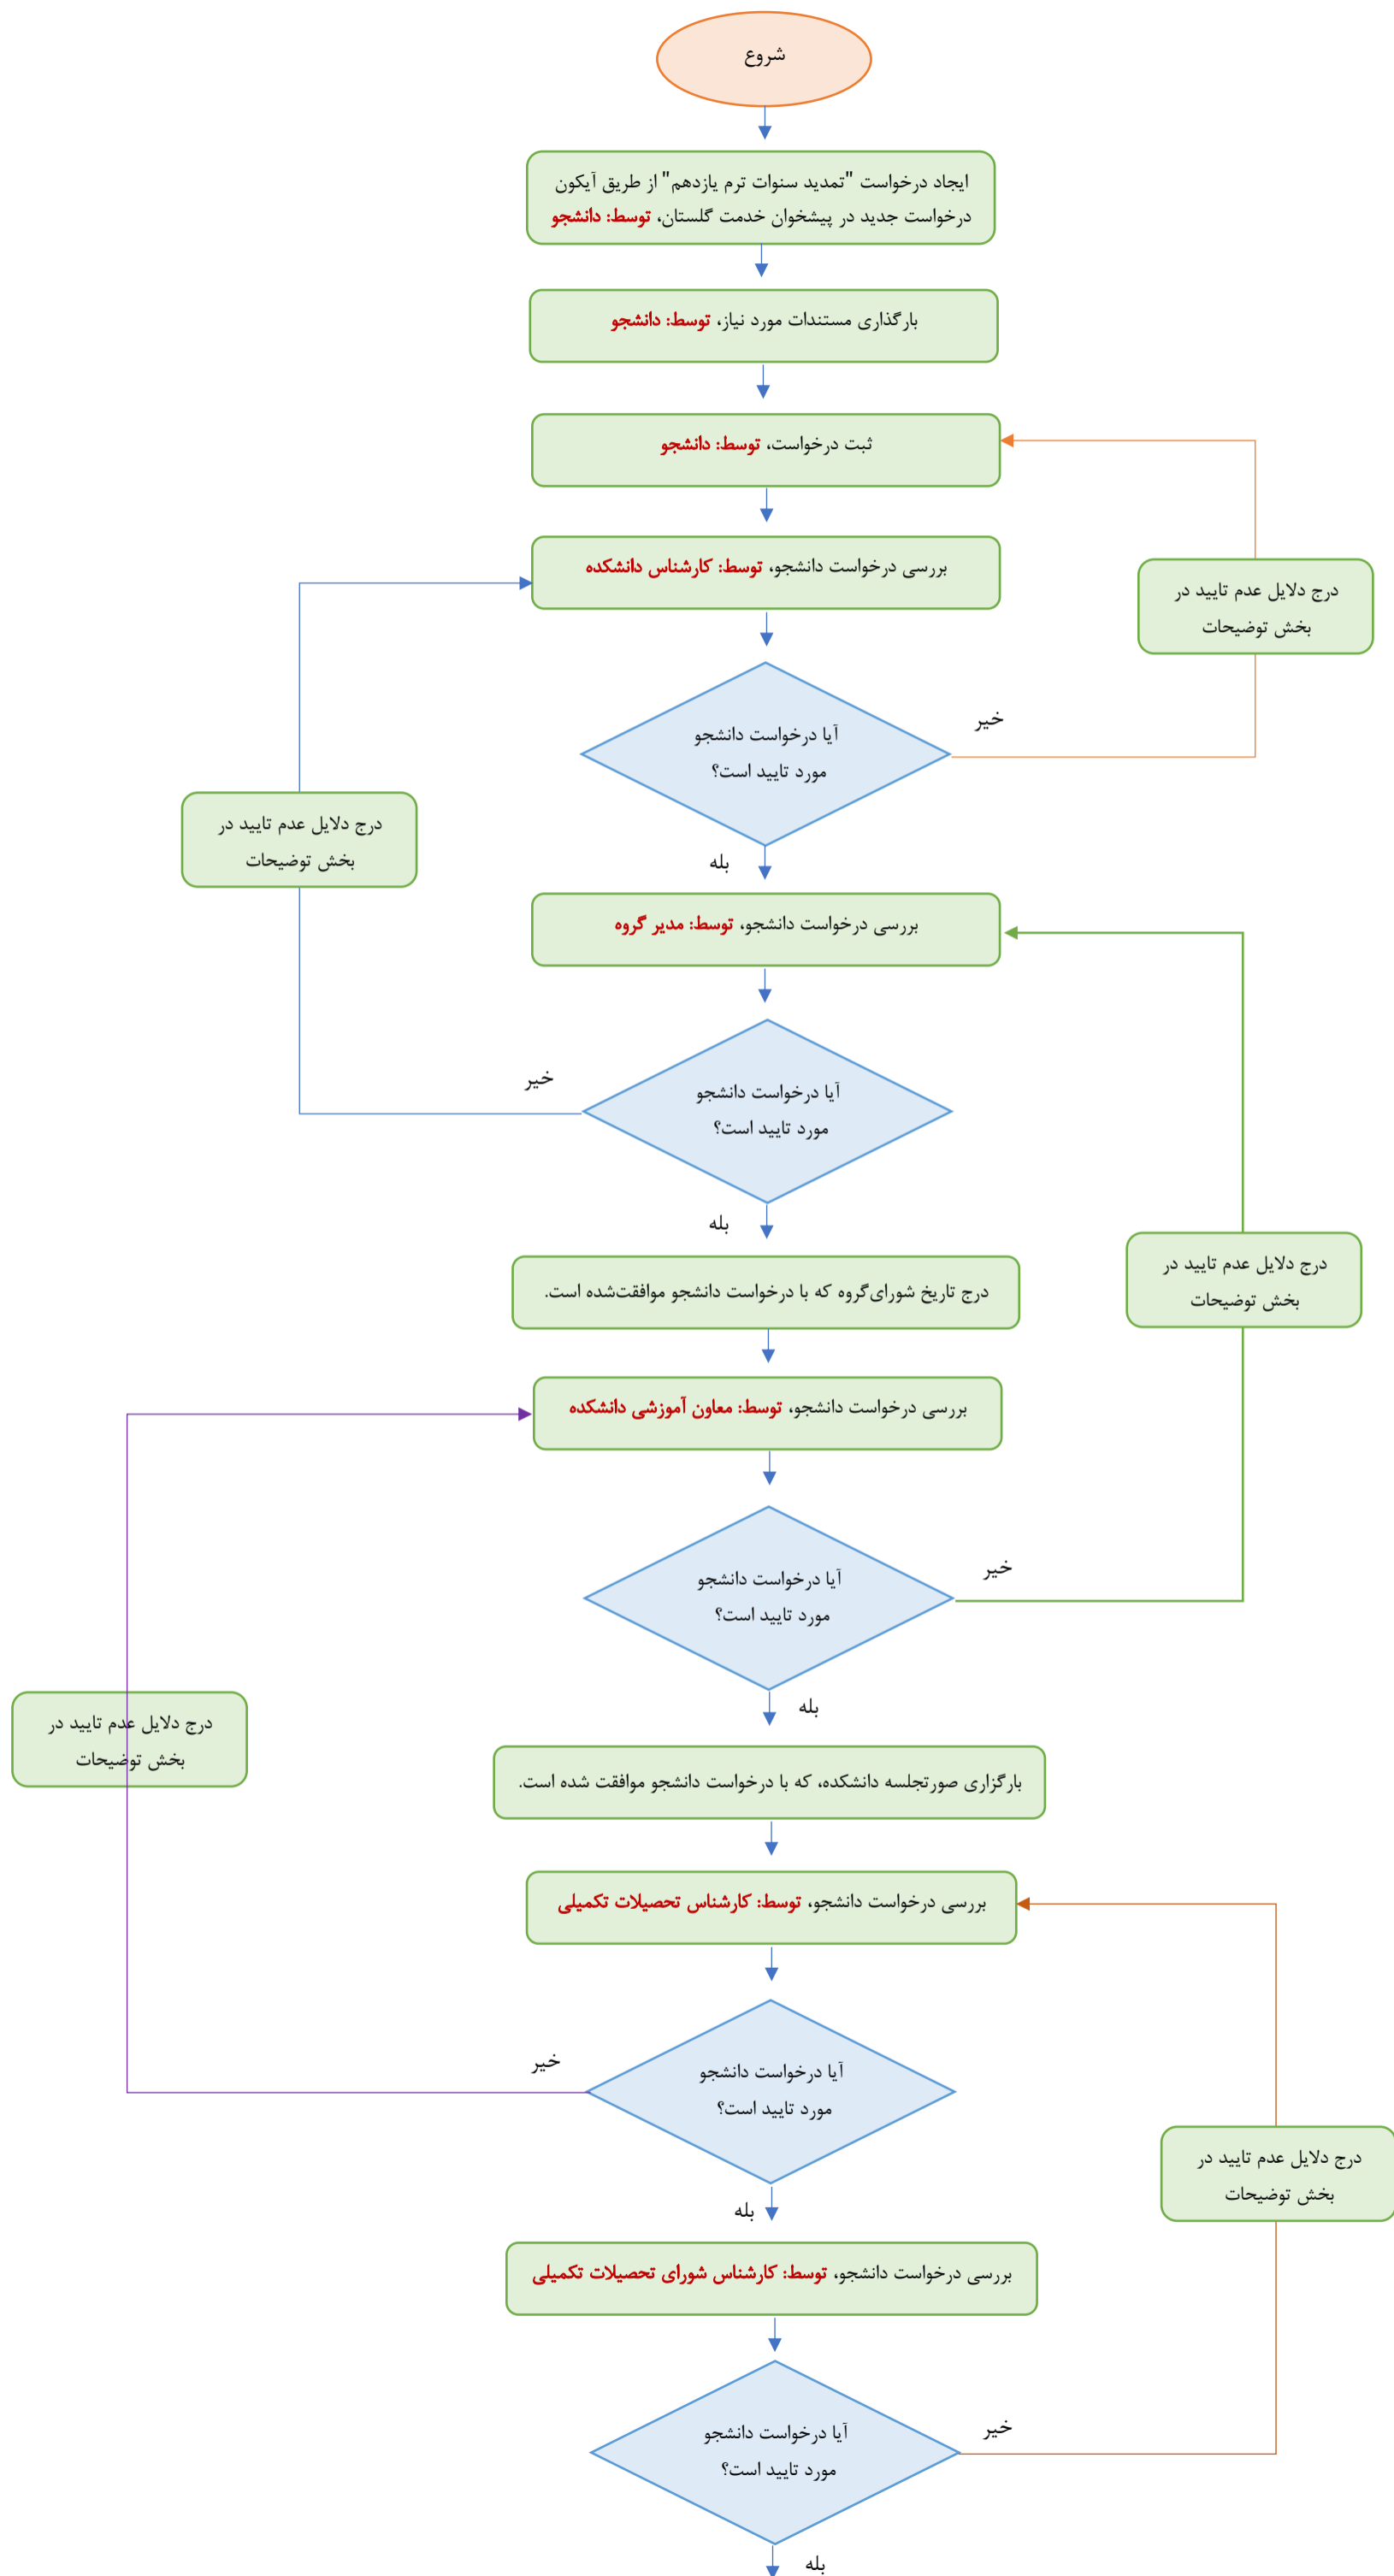 شروع
ایجاد درخواست "تمدید سنوات ترم یازدهم" از طریق آیکون
درخواست جدید در پیشخوان خدمت گلستان، توسط: دانشجو
بارگذاری مستندات مورد نیاز، توسط: دانشجو
ثبت درخواست، توسط: دانشجو
بررسی درخواست دانشجو، توسط: کارشناس دانشکده
درج دلایل عدم تایید در
بخش توضیحات
خیر
آیا درخواست دانشجو
مورد تایید است؟
درج دلایل عدم تایید در
بخش توضیحات
بله
بررسی درخواست دانشجو، توسط: مدیر گروه
خیر
آیا درخواست دانشجو
مورد تایید است؟
بله
درج دلایل عدم تایید در
بخش توضیحات
درج تاریخ شورای‌گروه که با درخواست دانشجو موافقت‌شده است.
بررسی درخواست دانشجو، توسط: معاون آموزشی دانشکده
خیر
آیا درخواست دانشجو
مورد تایید است؟
بله
درج دلایل عدم تایید در
بخش توضیحات
بارگزاری صورتجلسه دانشکده، که با درخواست دانشجو موافقت شده است.
بررسی درخواست دانشجو، توسط: کارشناس تحصیلات تکمیلی
خیر
آیا درخواست دانشجو
مورد تایید است؟
درج دلایل عدم تایید در
بخش توضیحات
بله
بررسی درخواست دانشجو، توسط: کارشناس شورای تحصیلات تکمیلی
خیر
آیا درخواست دانشجو
مورد تایید است؟
بله